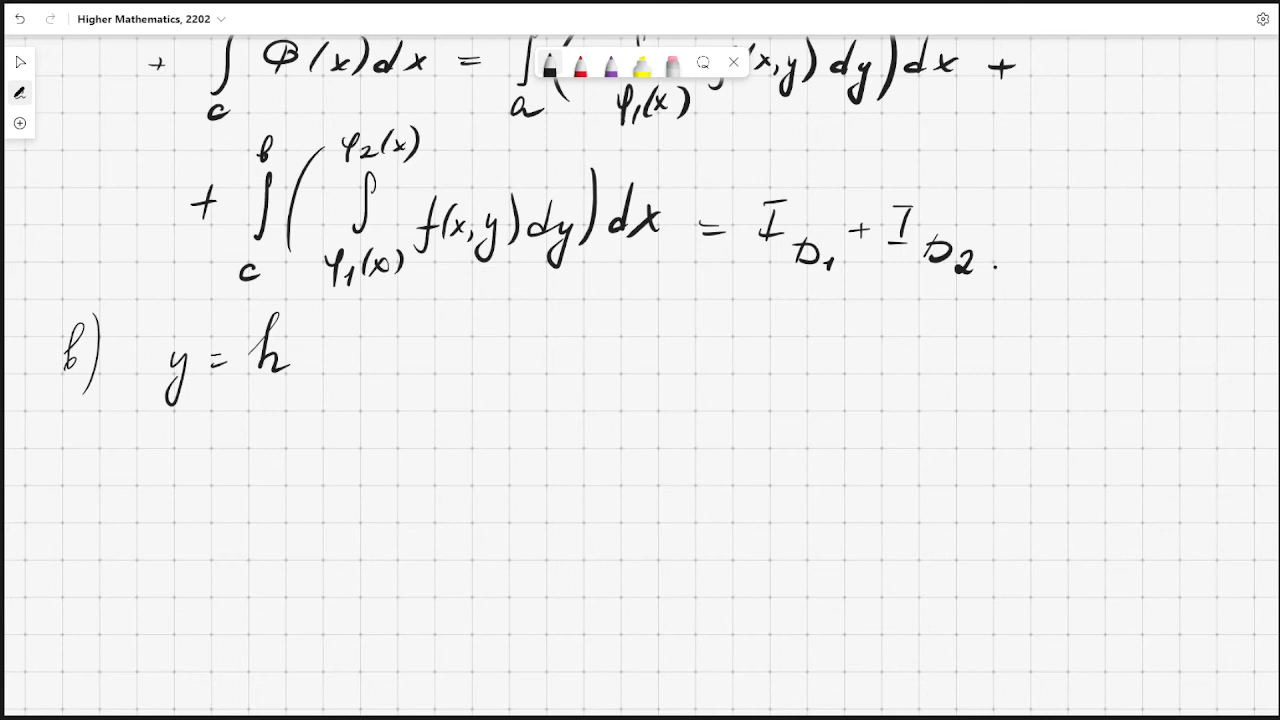 Higher Mathematics, 2202
+ ∫_c Φ(x)dx = ∫_a ( φ₁(x) (x,y) dy) dx +
+ ∫_c^b ( ∫_{φ₁(x)}^{φ₂(x)} f(x,y) dy) dx = I_{D₁} + I_{D₂}.
b) y = h